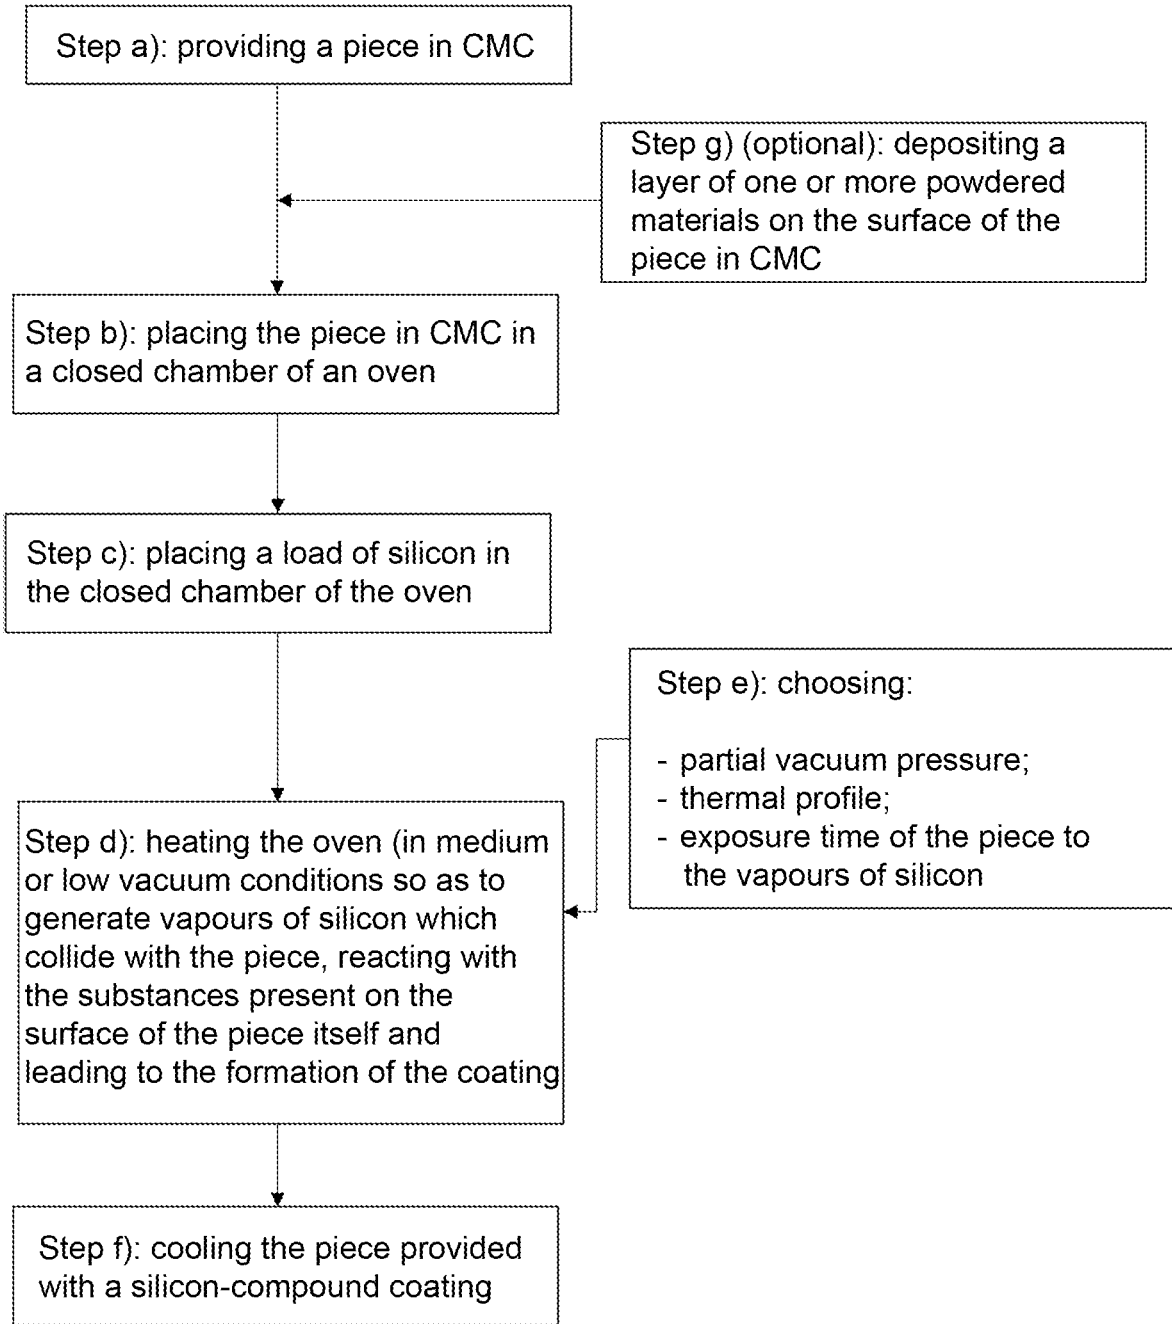 Step a): providing a piece in CMC
Step g) (optional): depositing a
layer of one or more powdered
materials on the surface of the
piece in CMC
Step b): placing the piece in CMC in
a closed chamber of an oven
Step c): placing a load of silicon in
the closed chamber of the oven
Step e): choosing:
- partial vacuum pressure;
- thermal profile;
- exposure time of the piece to
the vapours of silicon
Step d): heating the oven (in medium
or low vacuum conditions so as to
generate vapours of silicon which
collide with the piece, reacting with
the substances present on the
surface of the piece itself and
leading to the formation of the coating
Step f): cooling the piece provided
with a silicon-compound coating